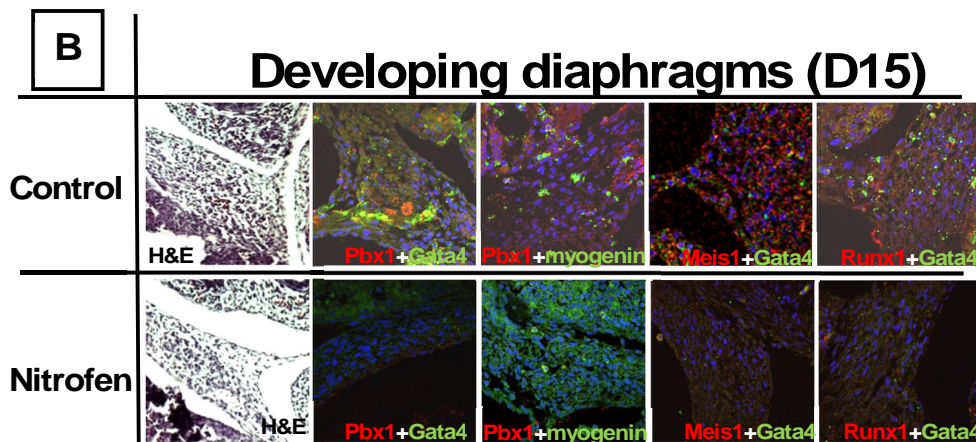 B
Developing diaphragms (D15)
Control
H&E
Pbx1+Gata4
Pbx1+myogenin
Meis1+Gata4
Runx1+Gata4
Nitrofen
H&E
Pbx1+Gata4
Pbx1+myogenin
Meis1+Gata4
Runx1+Gata4